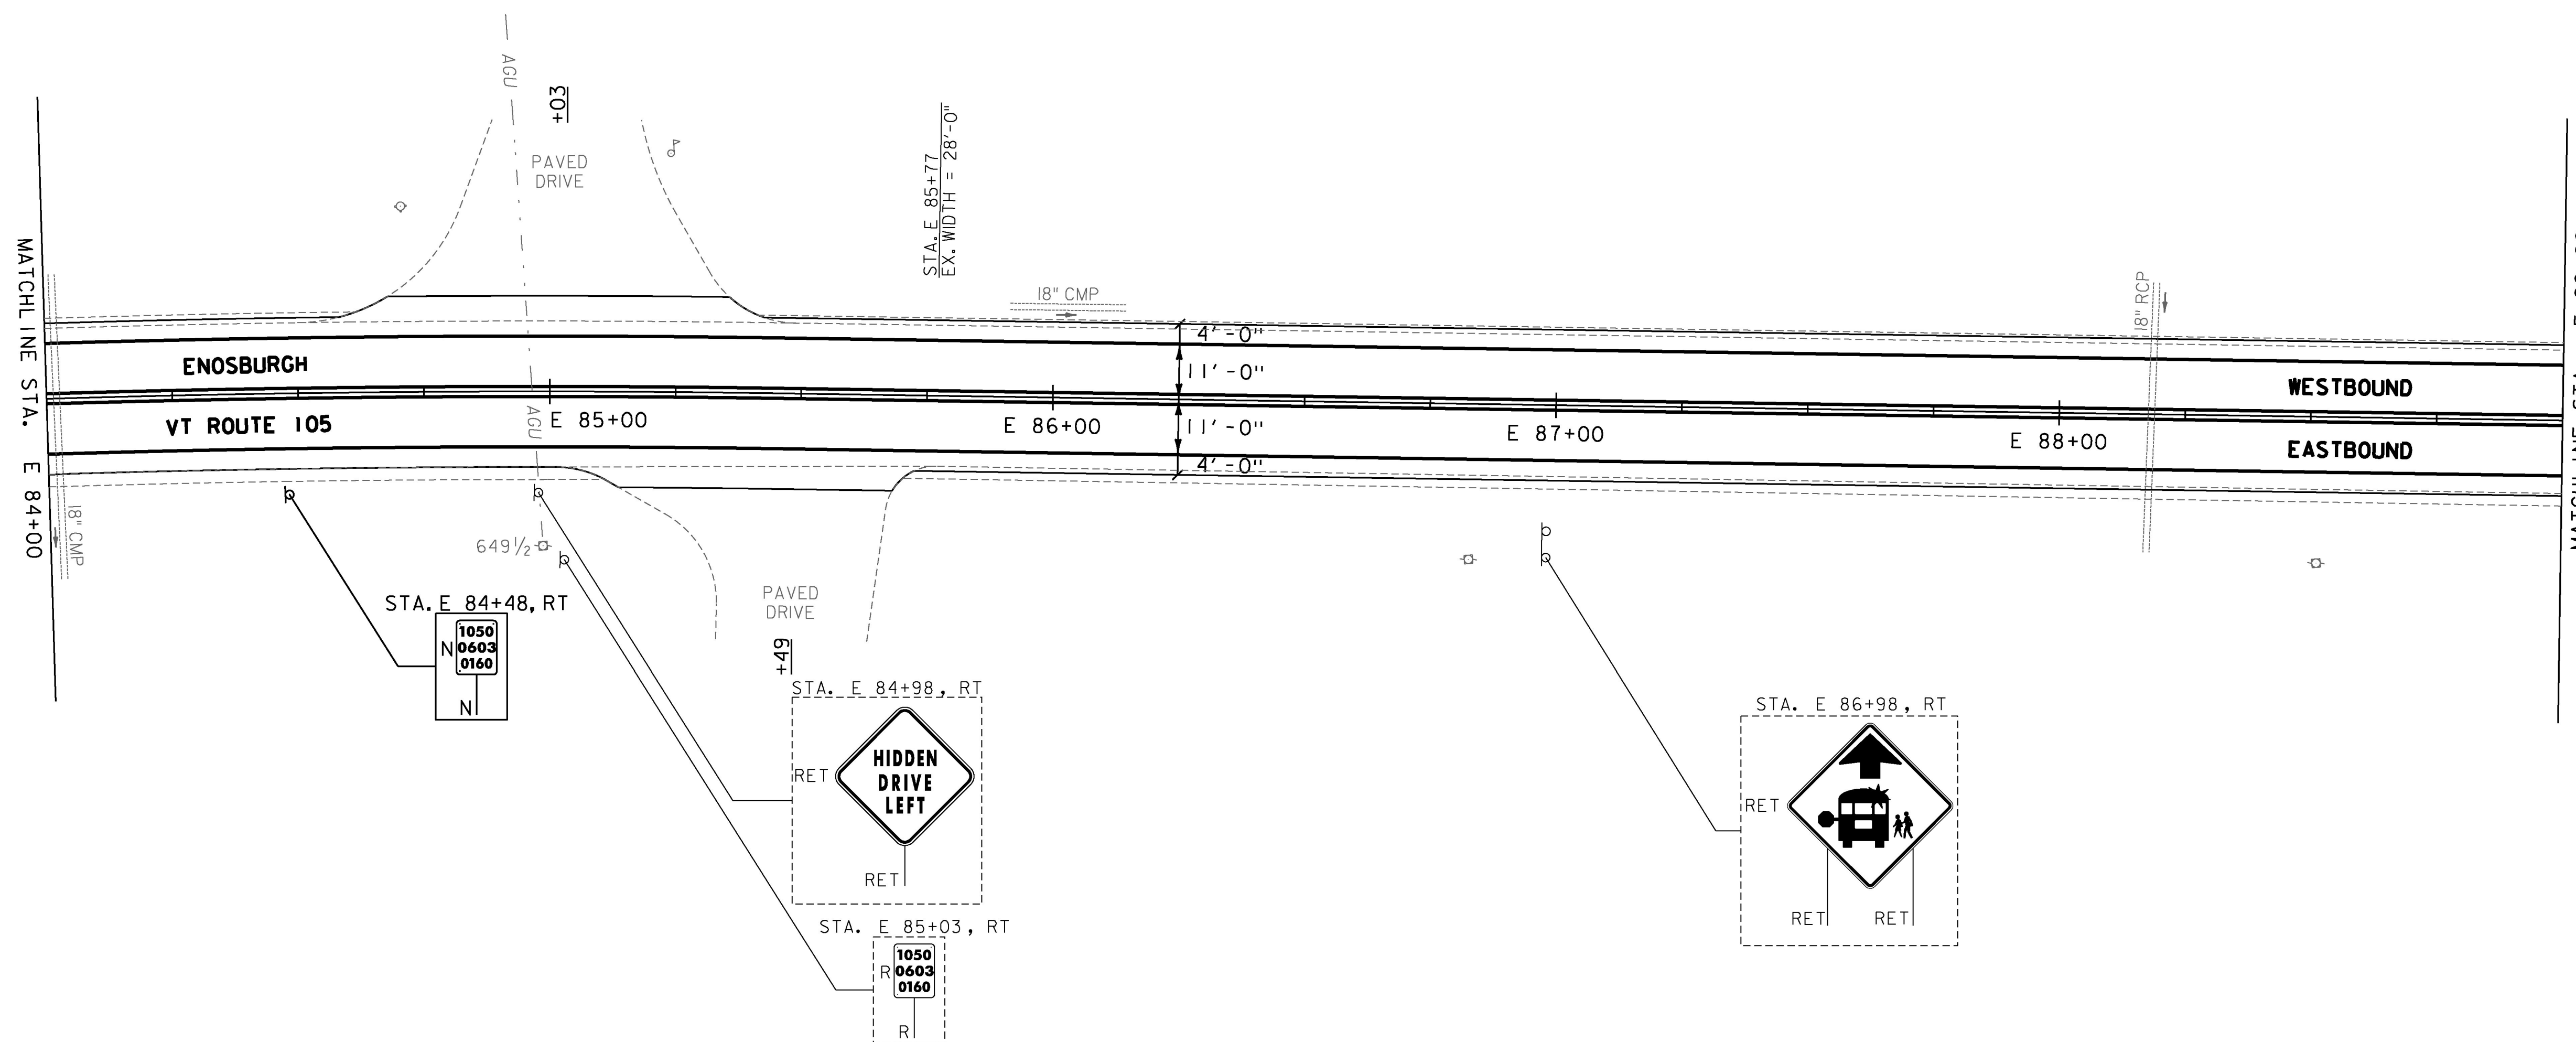 AGU
+03
PAVED
DRIVE
STA. E 85+77
EX. WIDTH = 28'-0"
MATCHLINE STA. E 84+00
18" CMP
18" RCP
4'-0"
ENOSBURGH
11'-0"
WESTBOUND
VT ROUTE 105
AGU
E 85+00
E 86+00
11'-0"
E 87+00
E 88+00
EASTBOUND
4'-0"
18" CMP
649½
STA. E 84+48, RT
1050
N 0603
0160
N
PAVED
DRIVE
+49
STA. E 84+98, RT
HIDDEN
RET DRIVE
LEFT
RET
STA. E 86+98, RT
RET
RET RET
STA. E 85+03, RT
1050
R 0603
0160
R